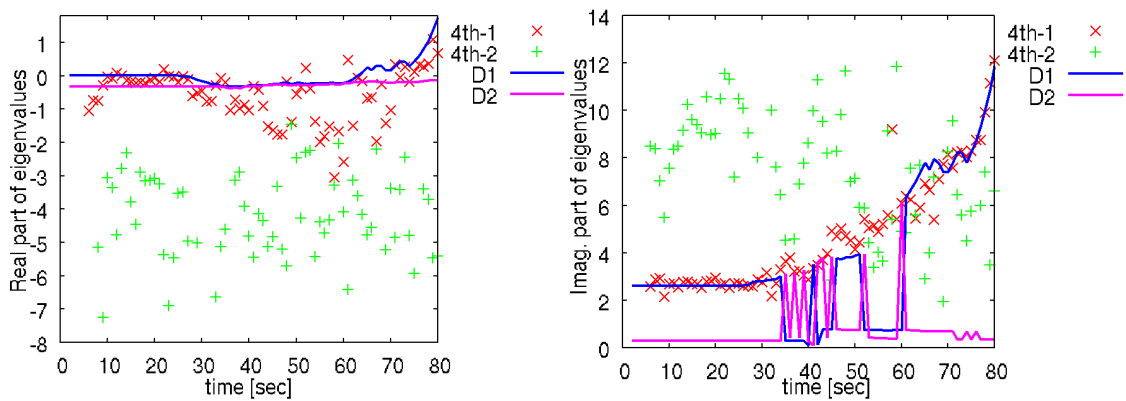 Real part of eigenvalues
1
0
-1
-2
-3
-4
-5
-6
-7
-8
0 10 20 30 40 50 60 70 80
time [sec]
4th-1
4th-2
D1
D2
Imag. part of eigenvalues
14
12
10
8
6
4
2
0
0 10 20 30 40 50 60 70 80
time [sec]
4th-1
4th-2
D1
D2